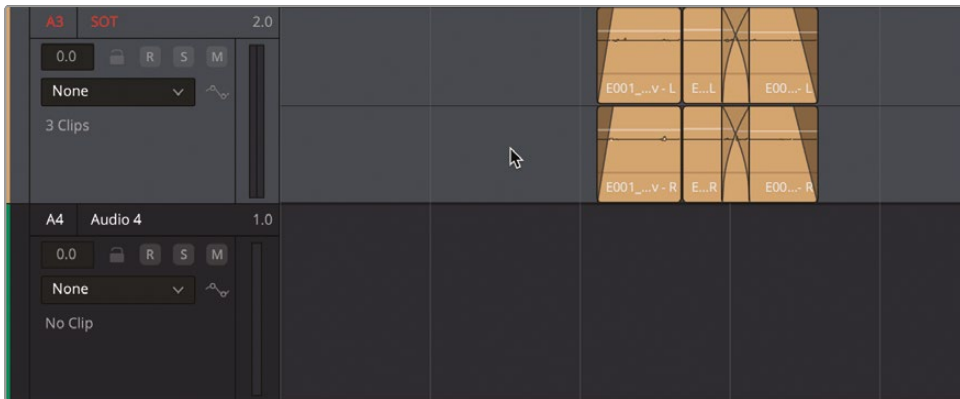 A3 SOT 2.0
0.0 R S M
None
3 Clips
E001_...v - L E...L E00...- L
E001_...v - R E...R E00...- R
A4 Audio 4 1.0
0.0 R S M
None
No Clip